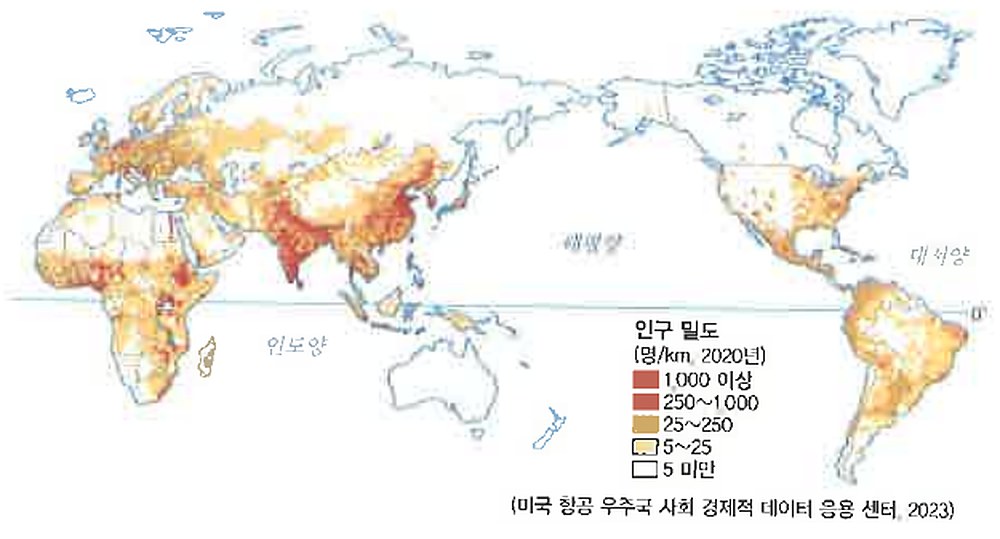 태평양
대서양
인도양
0°
인구 밀도
(명/km, 2020년)
1,000 이상
250～1,000
25～250
5～25
5 미만
(미국 항공 우주국 사회 경제적 데이터 응용 센터, 2023)